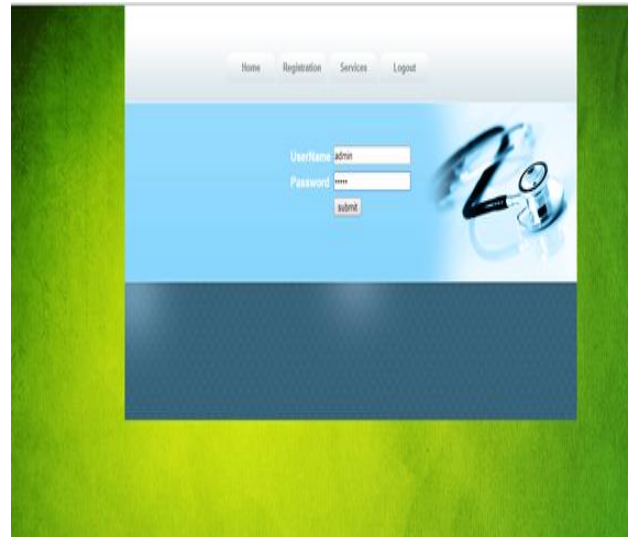 Home Registration Services Logout
UserName admin
Password •••••
submit